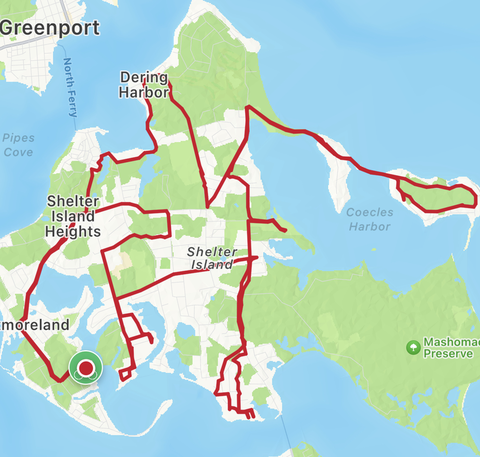 Greenport
North Ferry
Dering
Harbor
Pipes
Cove
Shelter
Island
Heights
Coecles
Harbor
Shelter
Island
moreland
Mashomac
Preserve